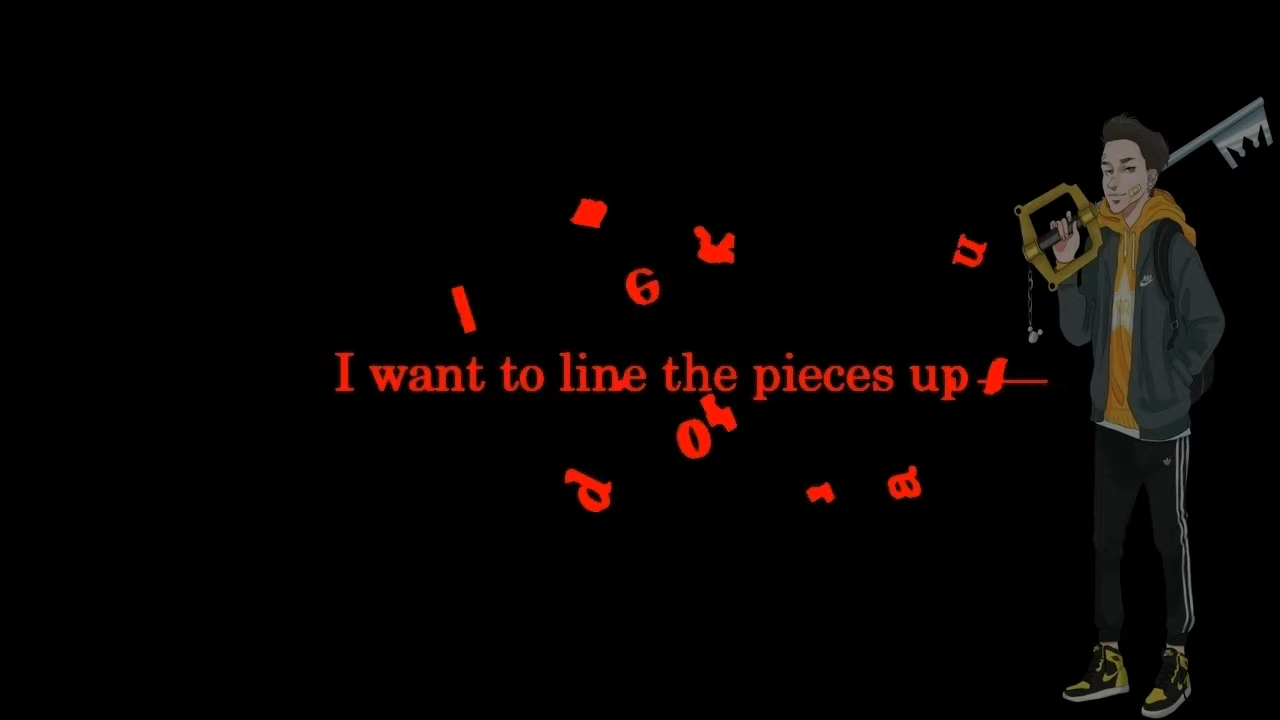 I want to line the pieces up —